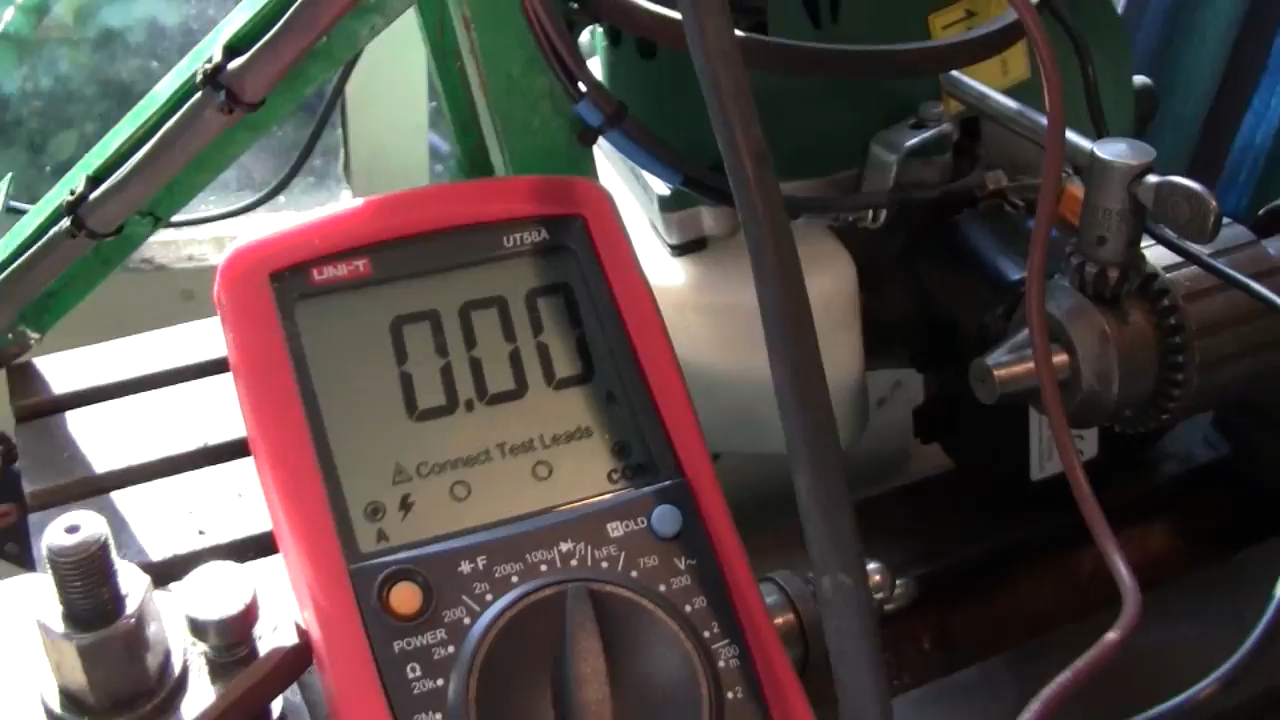 1
UT58A
UNI-T
0.00
⚠ Connect Test Leads
A
HOLD
F
200n
100µ
hFE
750
V~
2n
200
200
20
POWER
2
2k
200
m
Ω
20k
2
2M